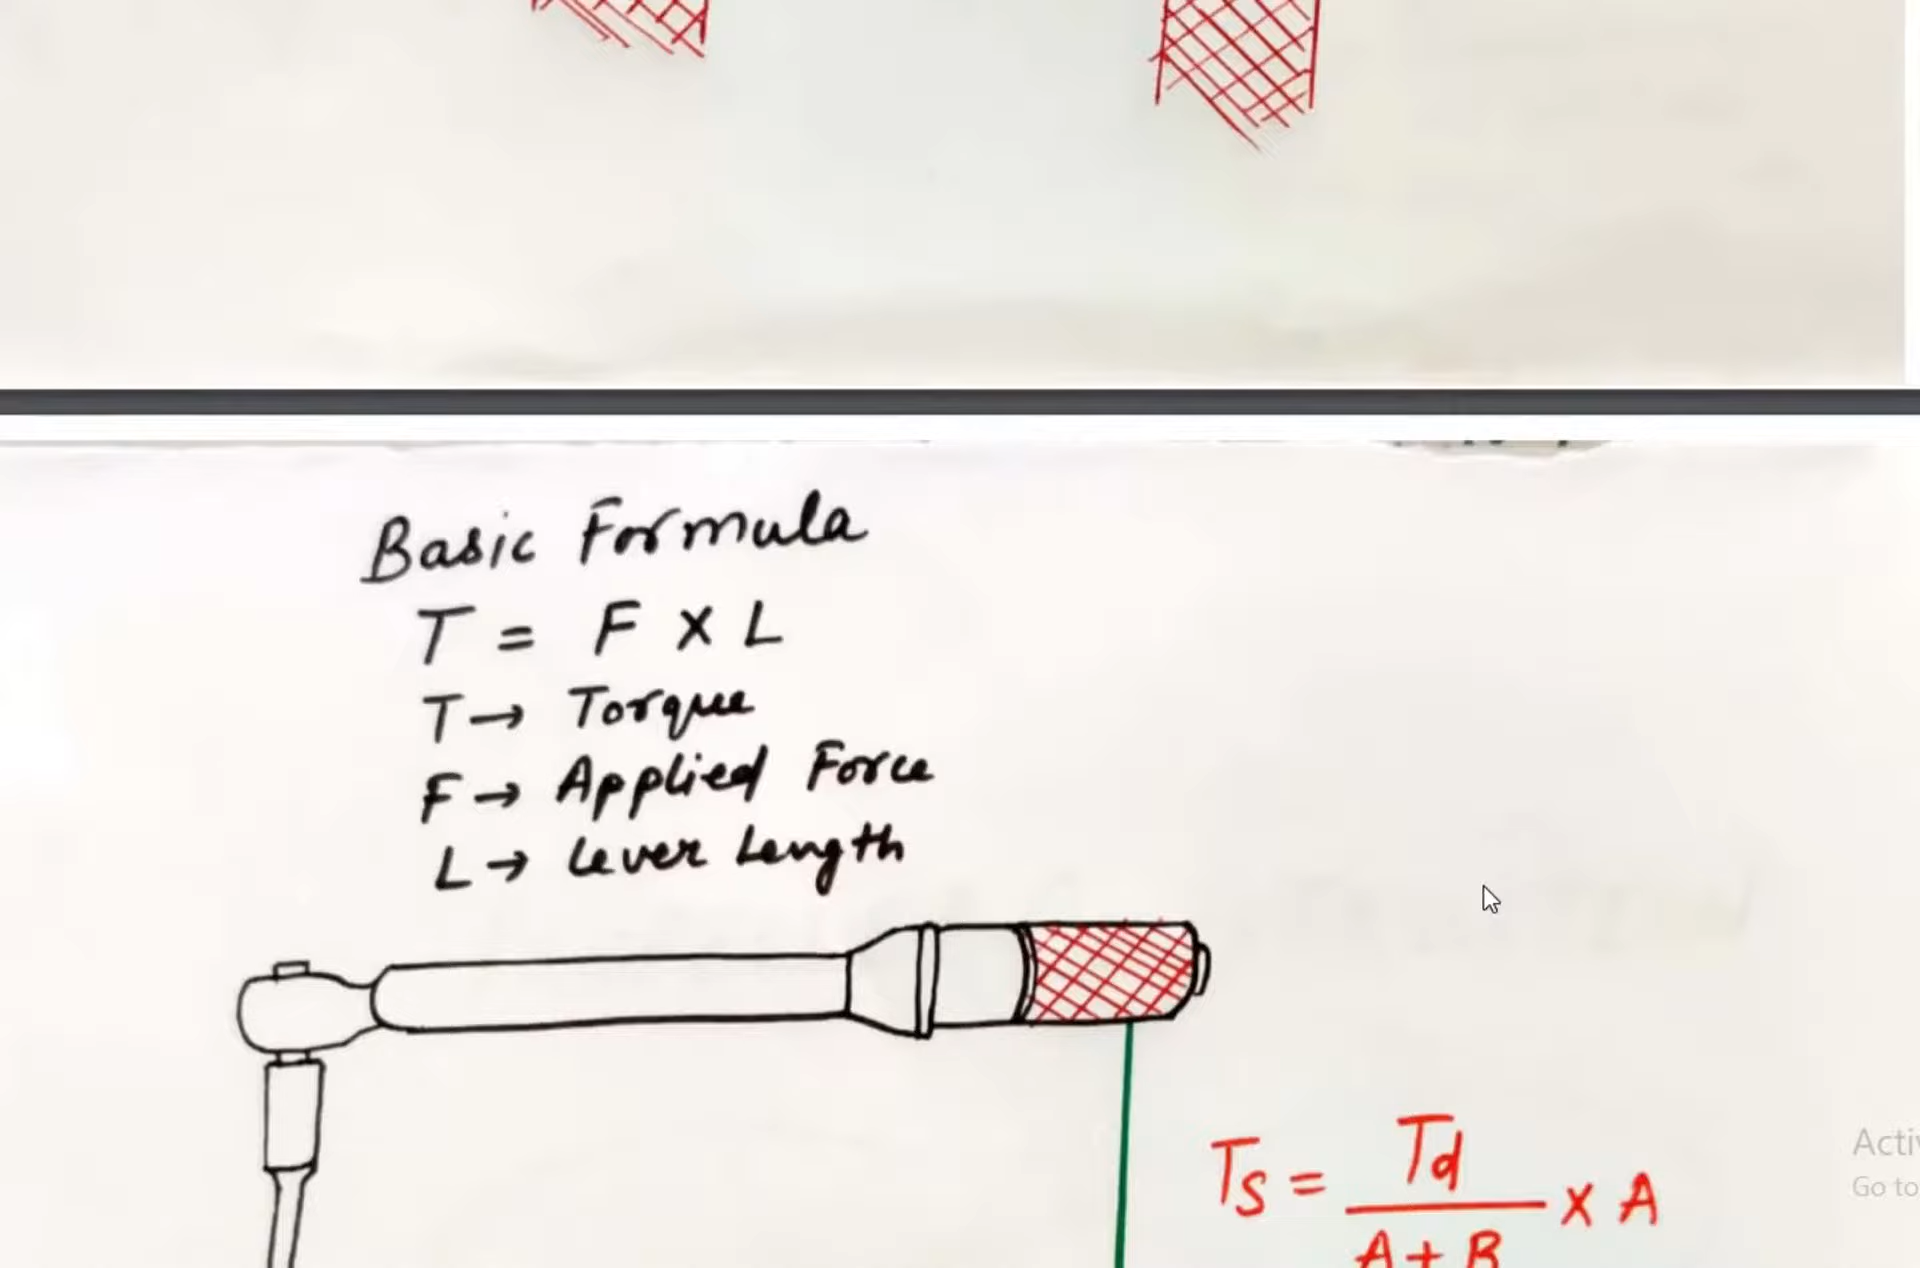 Basic Formula
T = F X L
T → Torque
F → Applied Force
L → Lever Length
Ts = Td / A + B X A
Acti
Go to